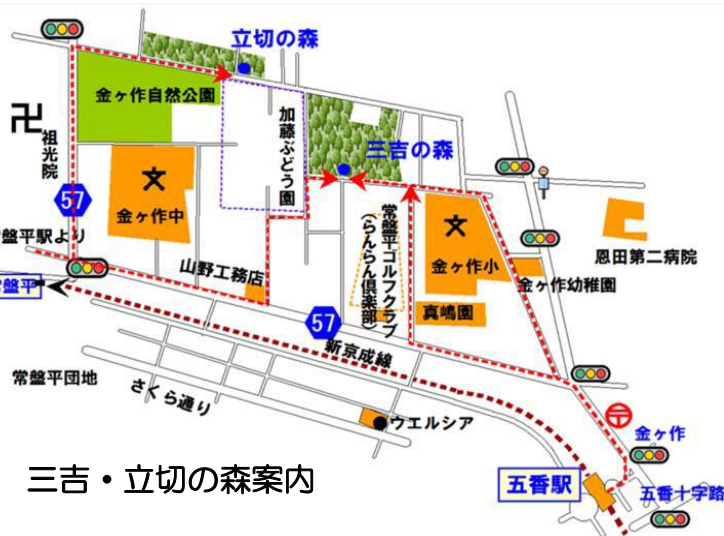 立切の森
金ヶ作自然公園
加藤ぶどう園
三吉の森
卍
祖光院
文
金ヶ作中
57
盤平駅より
常盤平ゴルフクラブ
(らんらん倶楽部)
文
金ヶ作小
恩田第二病院
金ヶ作幼稚園
山野工務店
真嶋園
盤平
57
新京成線
常盤平団地
さくら通り
ウエルシア
〒
金ヶ作
三吉・立切の森案内
五香駅
五香十字路